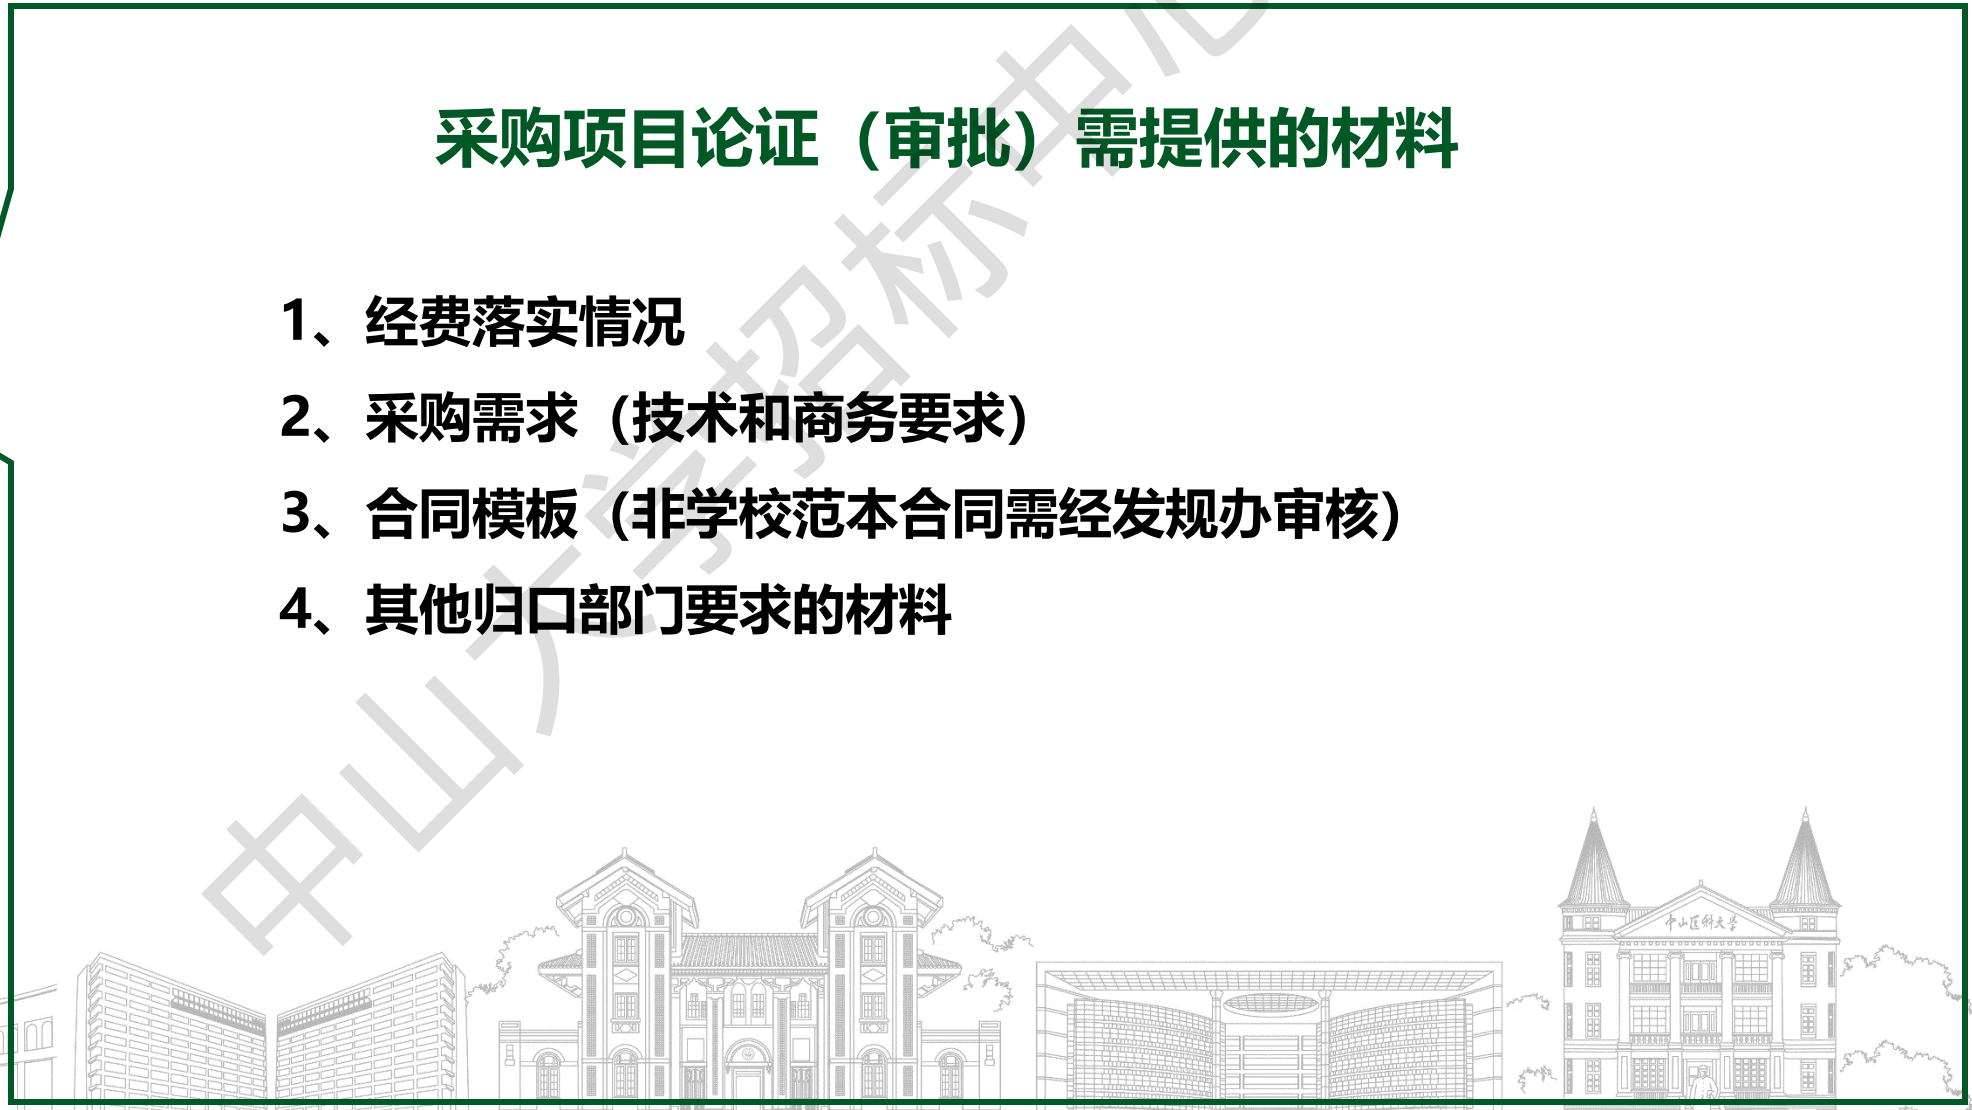 采购项目论证（审批）需提供的材料
1、经费落实情况
2、采购需求（技术和商务要求）
3、合同模板（非学校范本合同需经发规办审核）
4、其他归口部门要求的材料
中山大学招标中心
中山医科大学